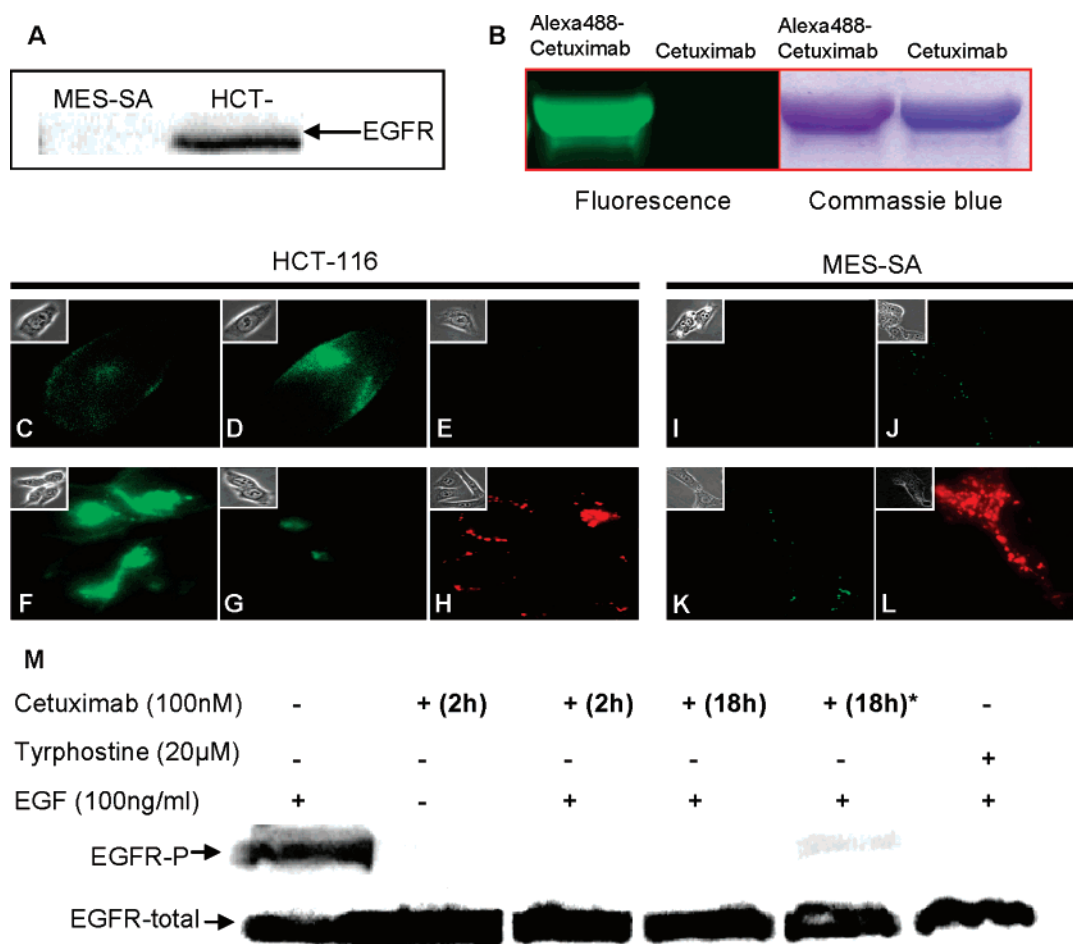 A
MES-SA HCT-
EGFR
B
Alexa488-Cetuximab Cetuximab Alexa488-Cetuximab Cetuximab
Fluorescence Commassie blue
HCT-116 MES-SA
C D E I J
F G H K L
M
Cetuximab (100nM) - + (2h) + (2h) + (18h) + (18h)* -
Tyrphostine (20µM) - - - - - +
EGF (100ng/ml) + - + + + +
EGFR-P
EGFR-total